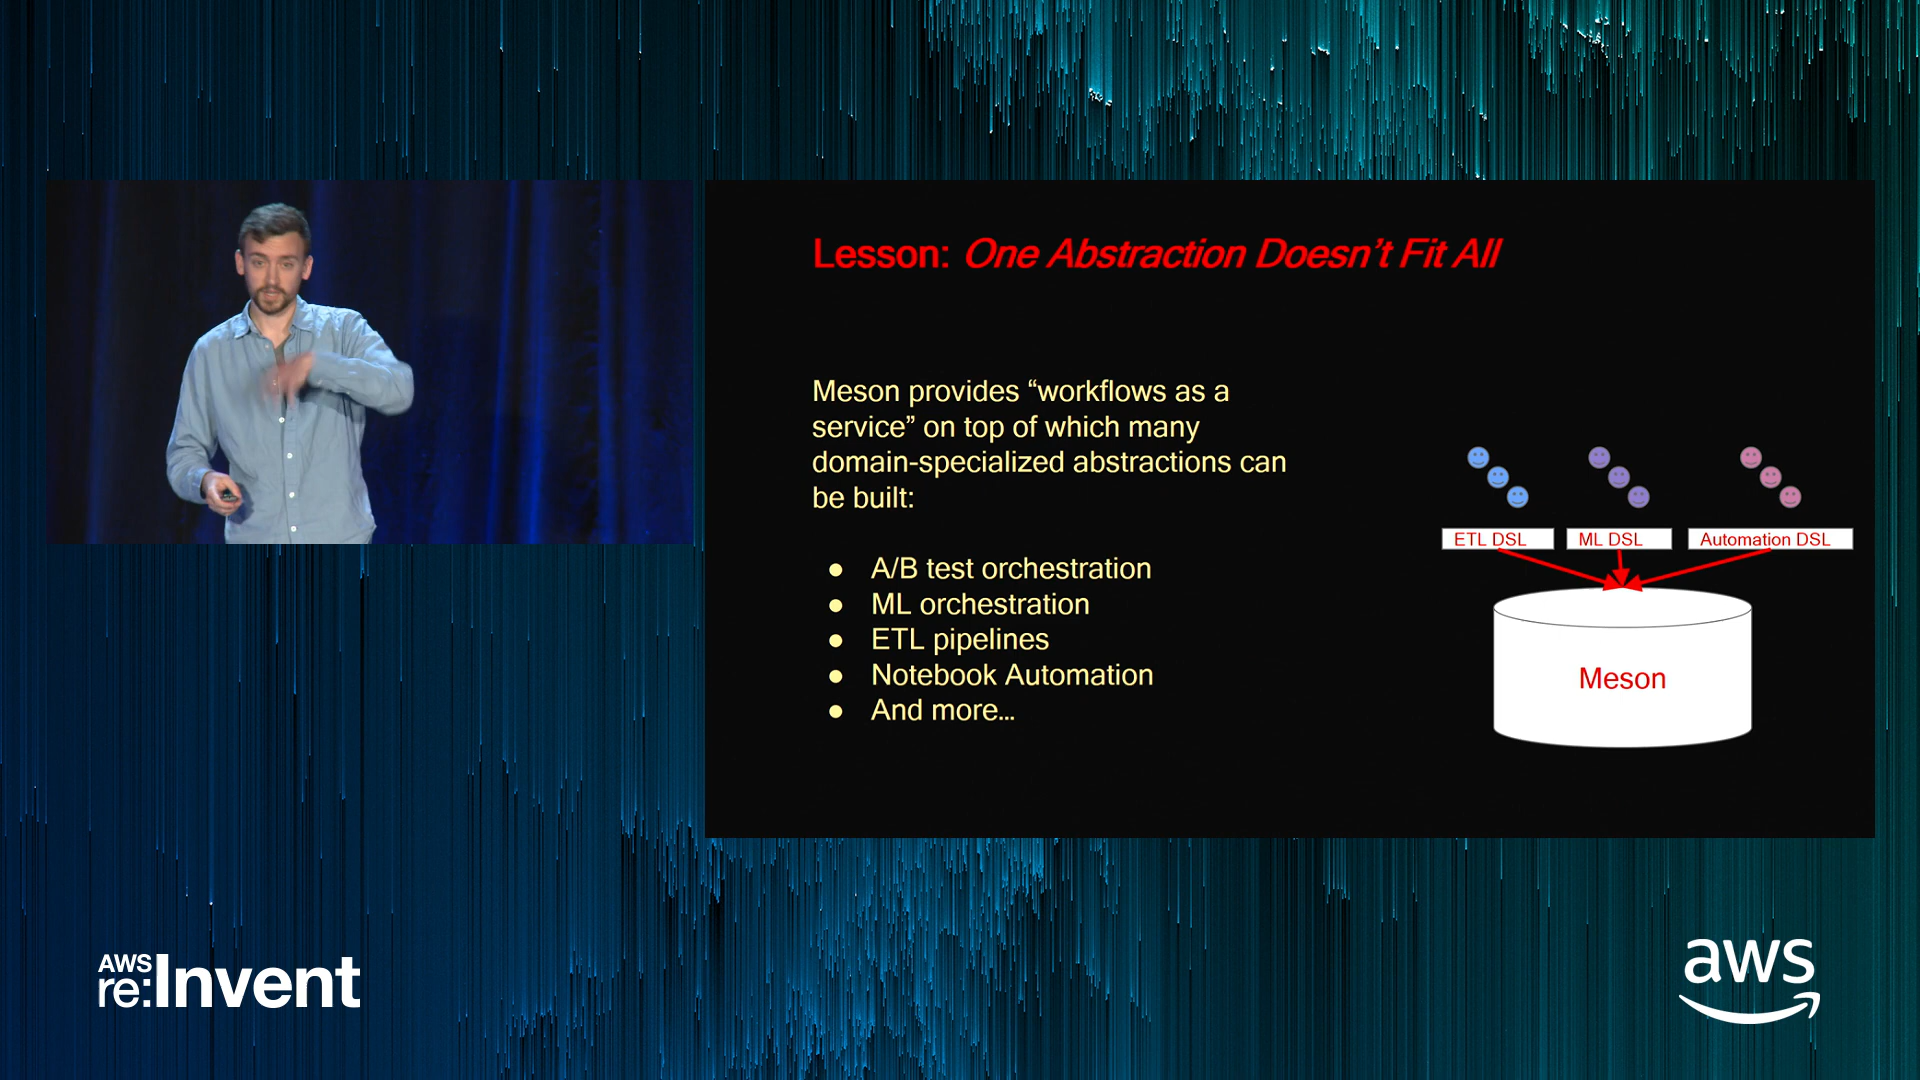 Lesson: One Abstraction Doesn't Fit All
Meson provides “workflows as a
service” on top of which many
domain-specialized abstractions can
be built:
● A/B test orchestration
● ML orchestration
● ETL pipelines
● Notebook Automation
● And more...
ETL DSL
ML DSL
Automation DSL
Meson
AWS
re:Invent
aws